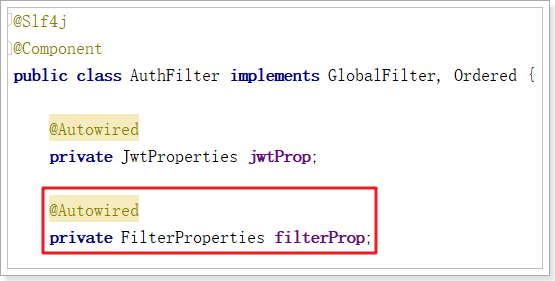 @Slf4j
@Component
public class AuthFilter implements GlobalFilter, Ordered {
@Autowired
private JwtProperties jwtProp;
@Autowired
private FilterProperties filterProp;